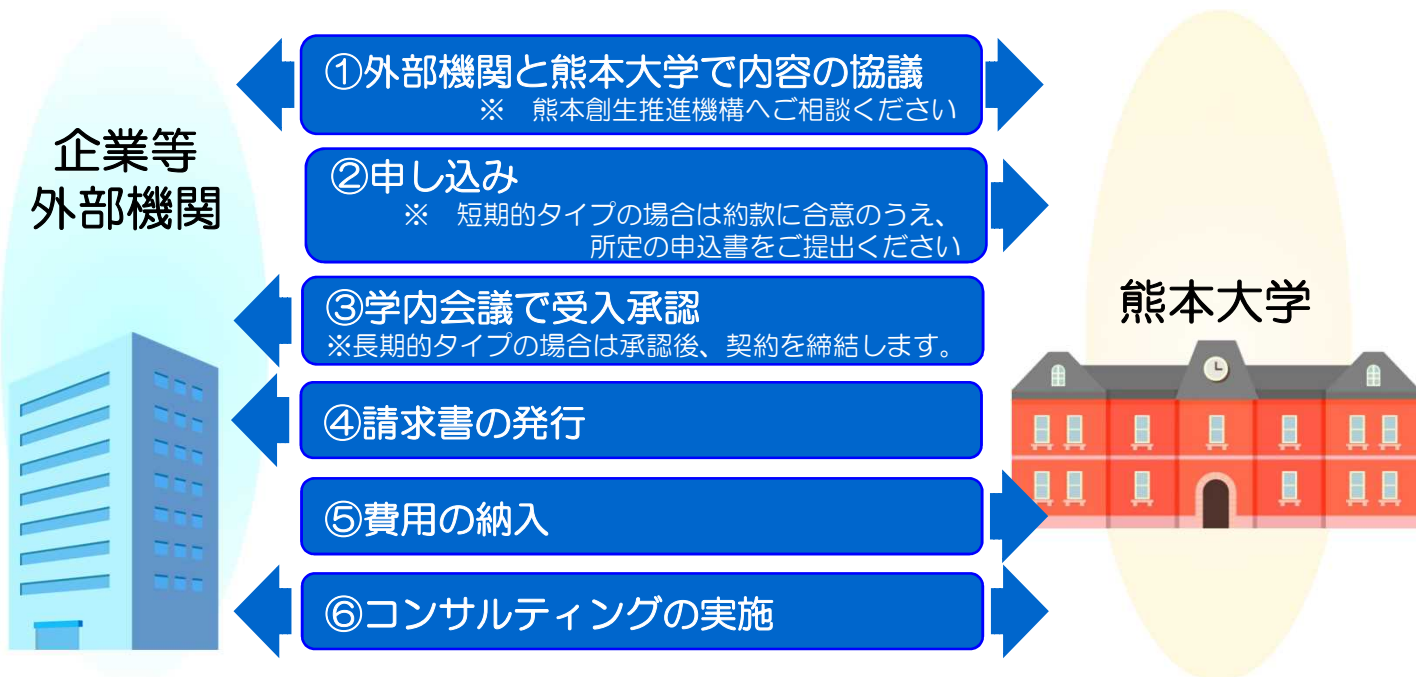 企業等
外部機関
①外部機関と熊本大学で内容の協議
※　熊本創生推進機構へご相談ください
②申し込み
※　短期的タイプの場合は約款に合意のうえ、
所定の申込書をご提出ください
③学内会議で受入承認
※長期的タイプの場合は承認後、契約を締結します。
④請求書の発行
⑤費用の納入
⑥コンサルティングの実施
熊本大学